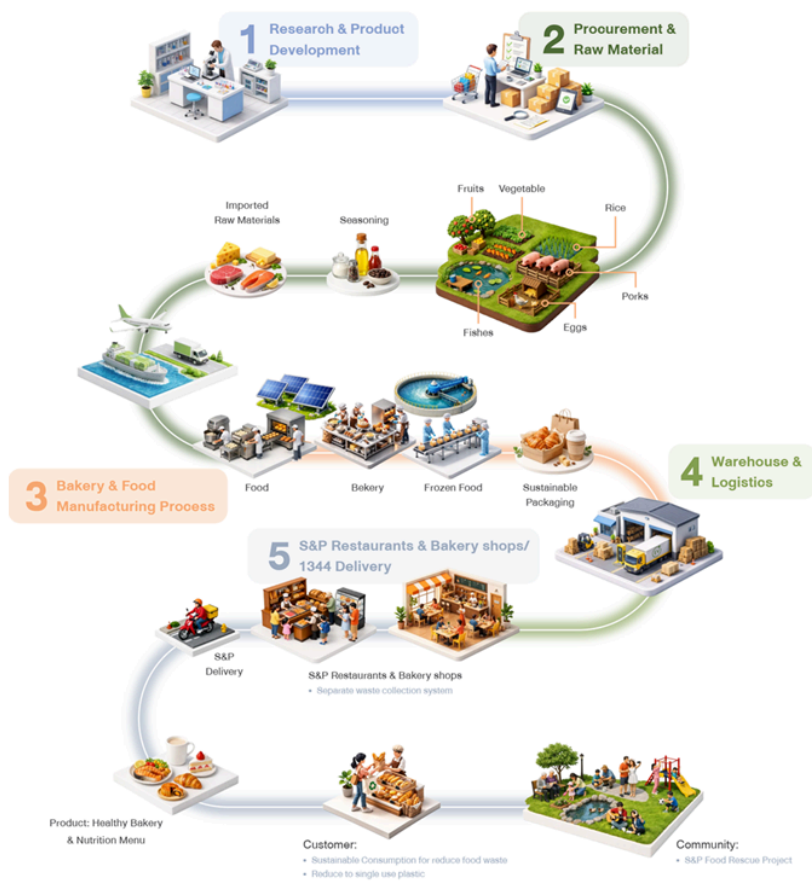 1 Research & Product
Development
2 Procurement &
Raw Material
Fruits Vegetable
Rice
Imported
Raw Materials
Seasoning
Porks
Eggs
Fishes
Food
Bekery
Frozen Food
Sustainable
Packaging
3 Bakery & Food
Manufacturing Process
4 Warehouse &
Logistics
5 S&P Restaurants & Bakery shops/
1344 Delivery
S&P
Delivery
S&P Restaurants & Bakery shops
• Separate waste collection system
Product: Healthy Bakery
& Nutrition Menu
Customer:
• Sustainable Consumption for reduce food waste
• Reduce to single use plastic
Community:
• S&P Food Rescue Project